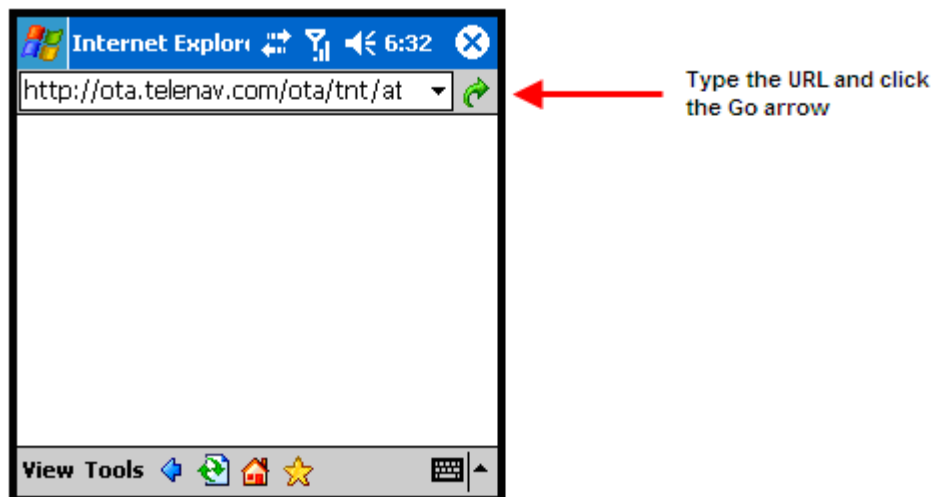 Internet Explor 6:32
http://ota.telenav.com/ota/tnt/at
Type the URL and click
the Go arrow
View Tools